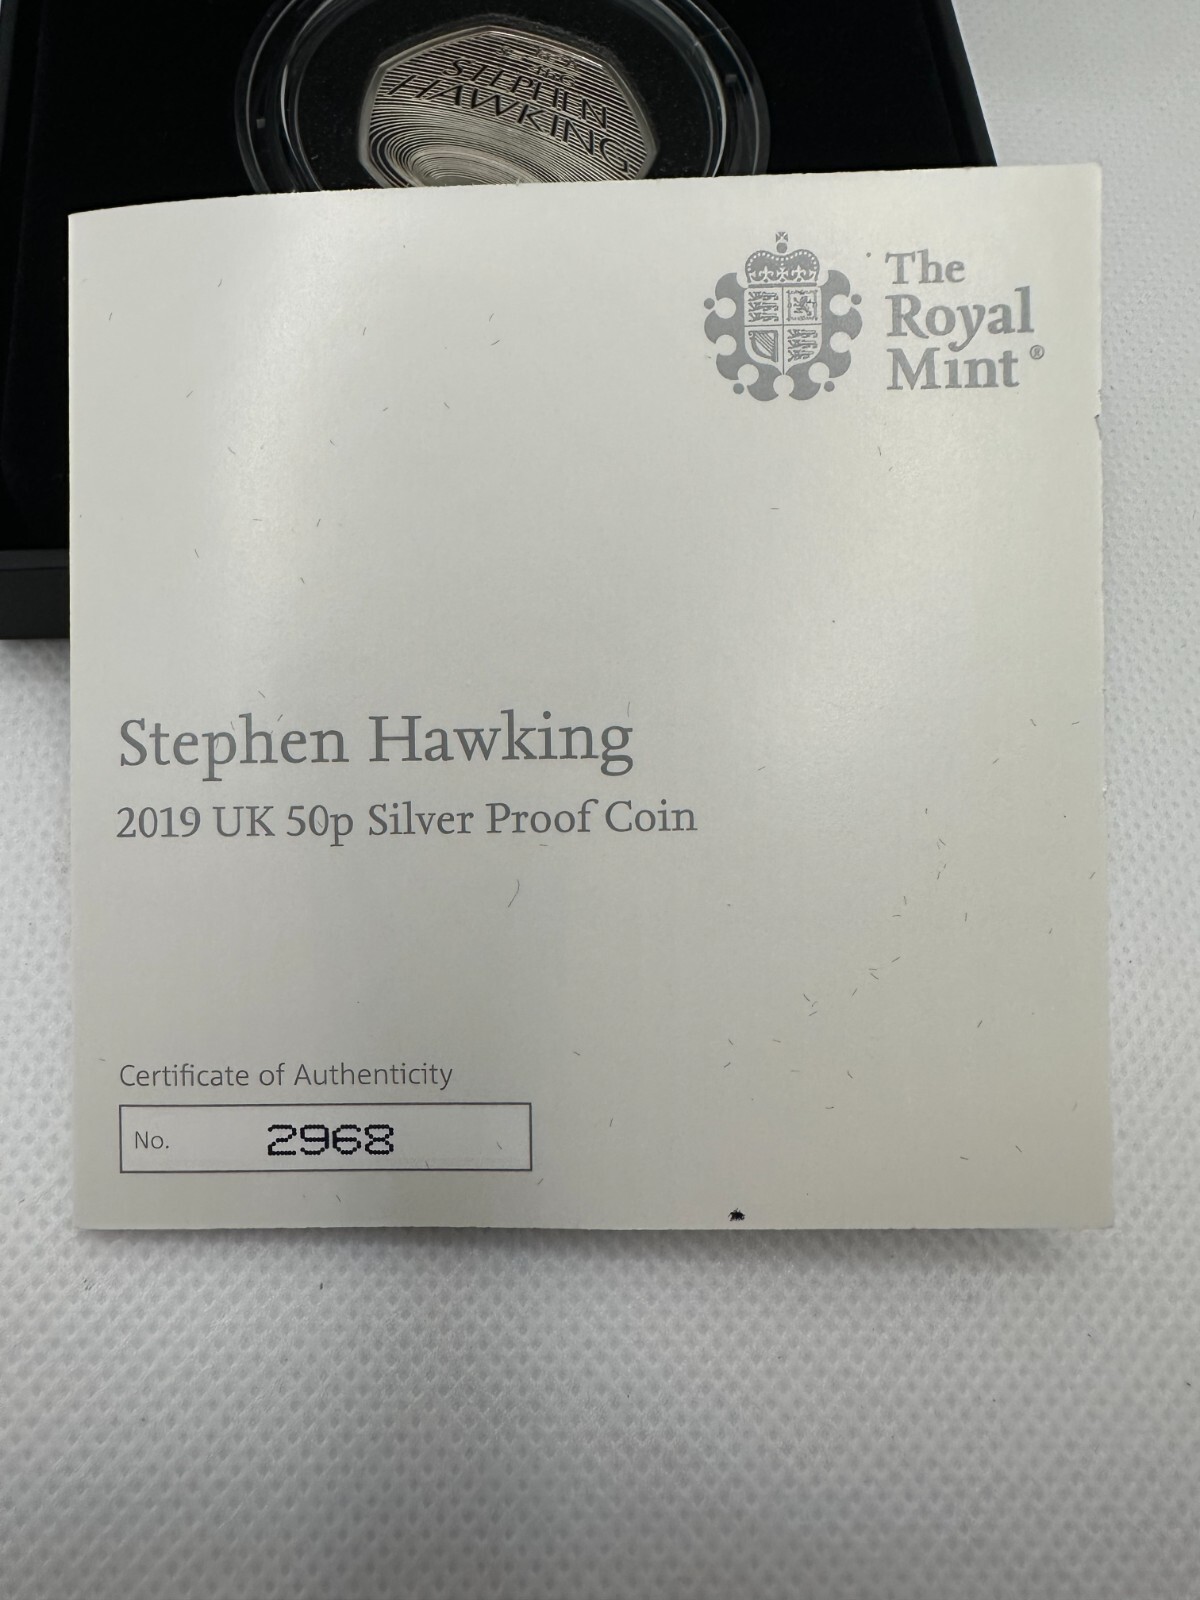 STEPHEN
HAWKING
The
Royal
Mint®
Stephen Hawking
2019 UK 50p Silver Proof Coin
Certificate of Authenticity
No. 2968